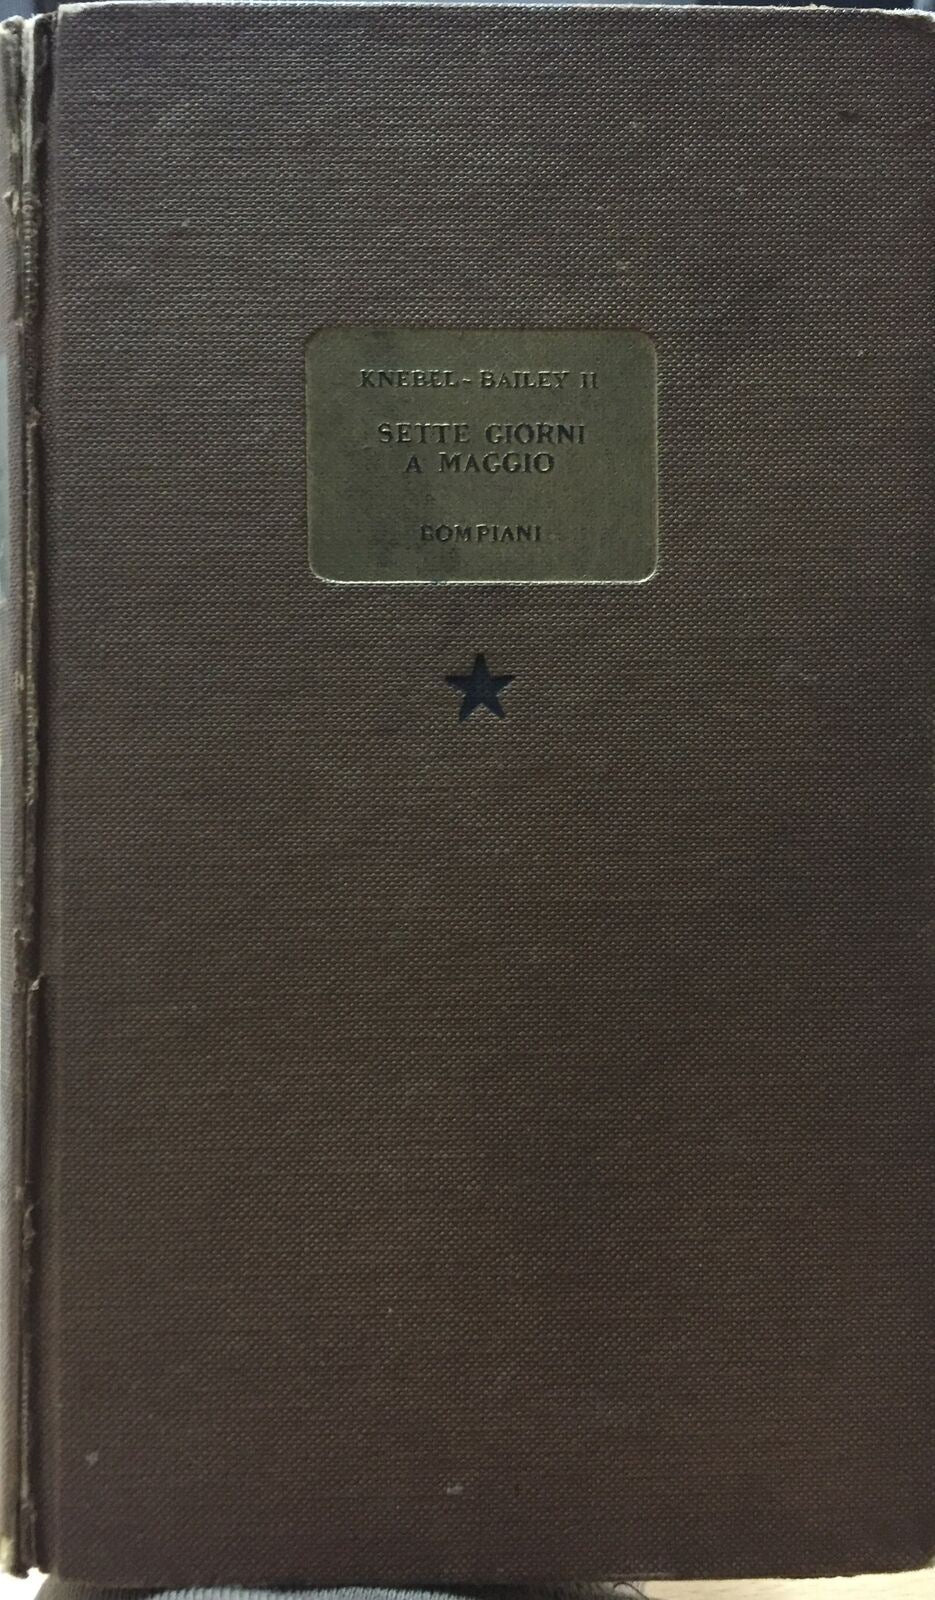 KNEBEL - BAILEY II
SETTE GIORNI
A MAGGIO
BOMPIANI